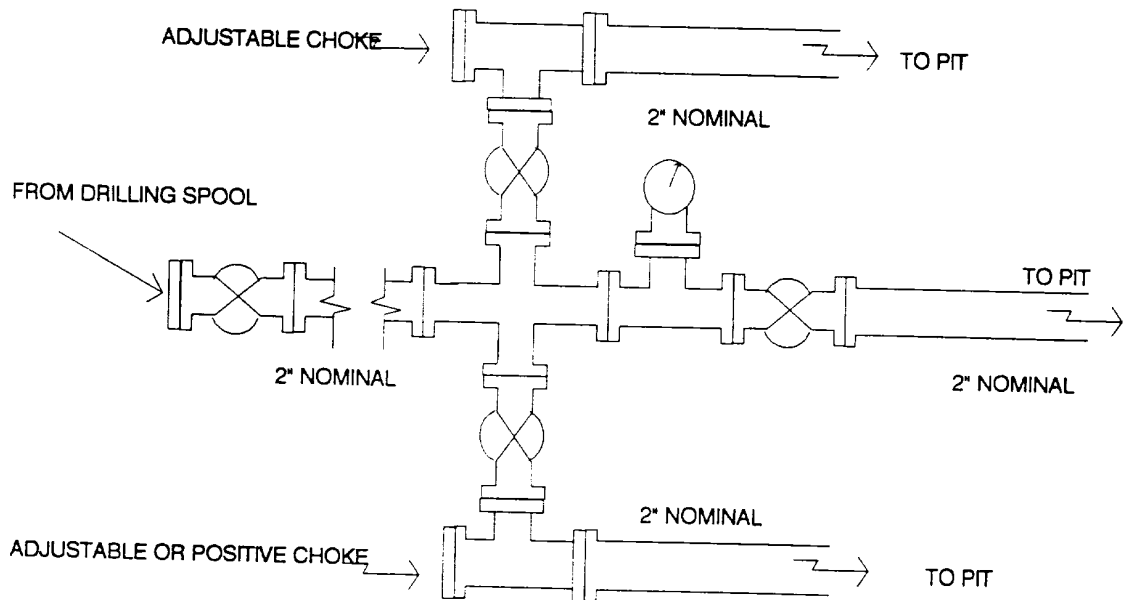 ADJUSTABLE CHOKE
TO PIT
2" NOMINAL
FROM DRILLING SPOOL
TO PIT
2" NOMINAL
2" NOMINAL
2" NOMINAL
ADJUSTABLE OR POSITIVE CHOKE
TO PIT